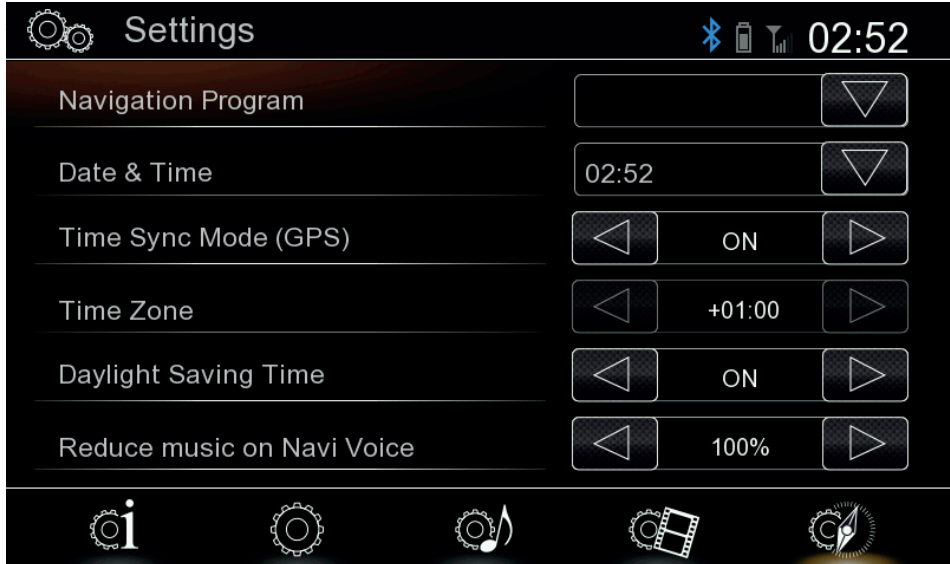 Settings 02:52
Navigation Program
Date & Time 02:52
Time Sync Mode (GPS) ON
Time Zone +01:00
Daylight Saving Time ON
Reduce music on Navi Voice 100%
i